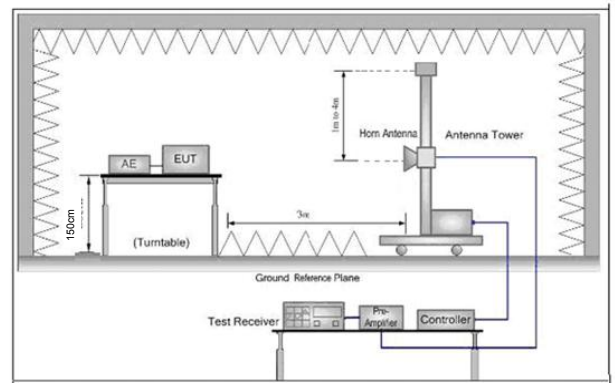 1m to 4m
Horn Antenna
Antenna Tower
AE
EUT
150cm
3m
(Turntable)
Ground Reference Plane
Test Receiver
Pre-
Amplifier
Controller